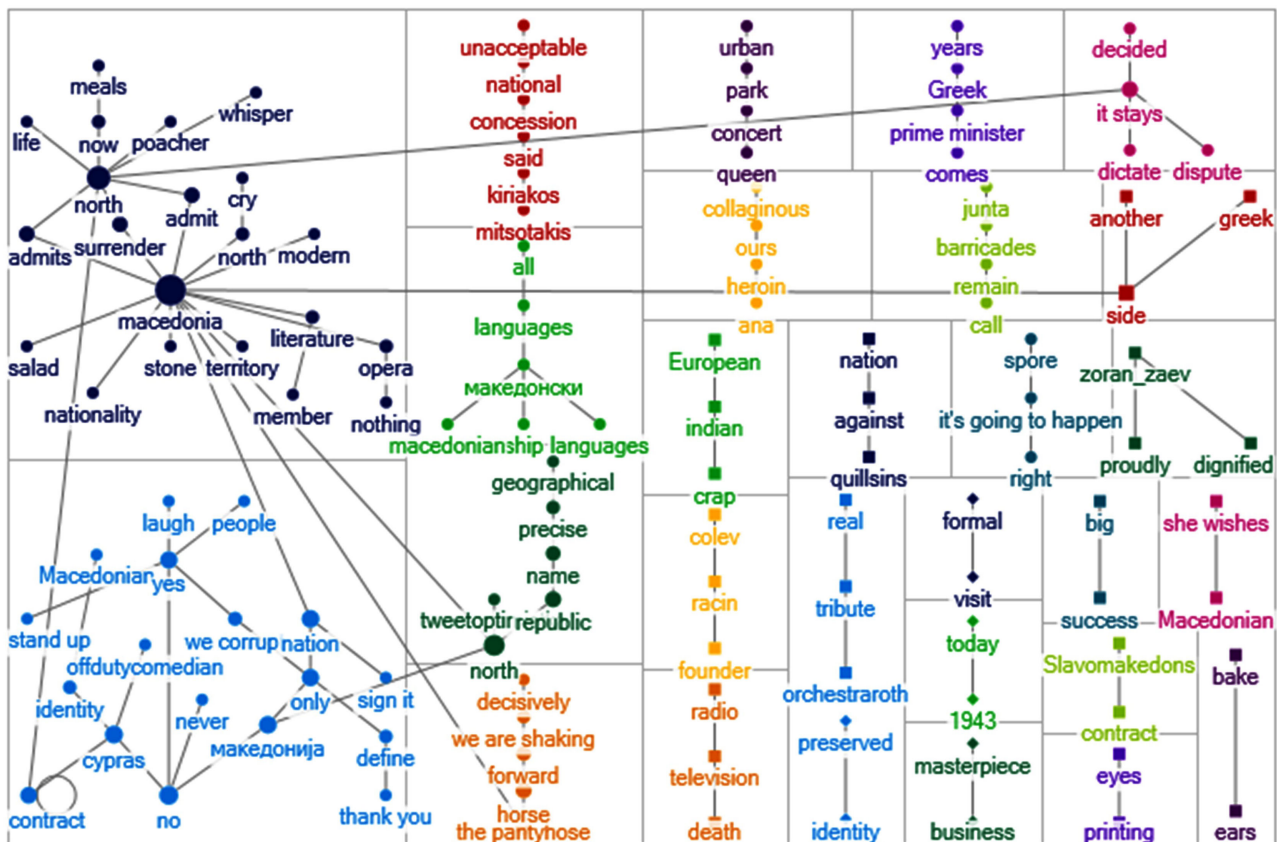 meals
whisper
life
now
poacher
north
admit
cry
admits
surrender
north
modern
macedonia
literature
salad
stone
territory
opera
nationality
member
nothing
unacceptable
national
concession
said
kiriakos
mitsotakis
all
languages
македонски
macedonianship languages
geographical
precise
name
tweetoptir
republic
north
urban
park
concert
queen
years
Greek
prime minister
comes
decided
it stays
dictate
dispute
collaginous
ours
heroin
ana
junta
barricades
remain
call
another
greek
side
European
indian
crap
nation
against
quillsins
spore
it's going to happen
right
zoran_zaev
proudly
dignified
laugh
people
Macedonian
yes
stand up
we corrup
nation
offdutycomedian
identity
never
only
sign it
cypras
македонија
define
contract
no
thank you
decisively
we are shaking
forward
horse
the pantyhose
colev
racin
founder
radio
television
death
real
tribute
orchestraroth
preserved
identity
formal
visit
today
1943
masterpiece
business
big
success
she wishes
Macedonian
Slavomakedons
contract
eyes
printing
bake
ears